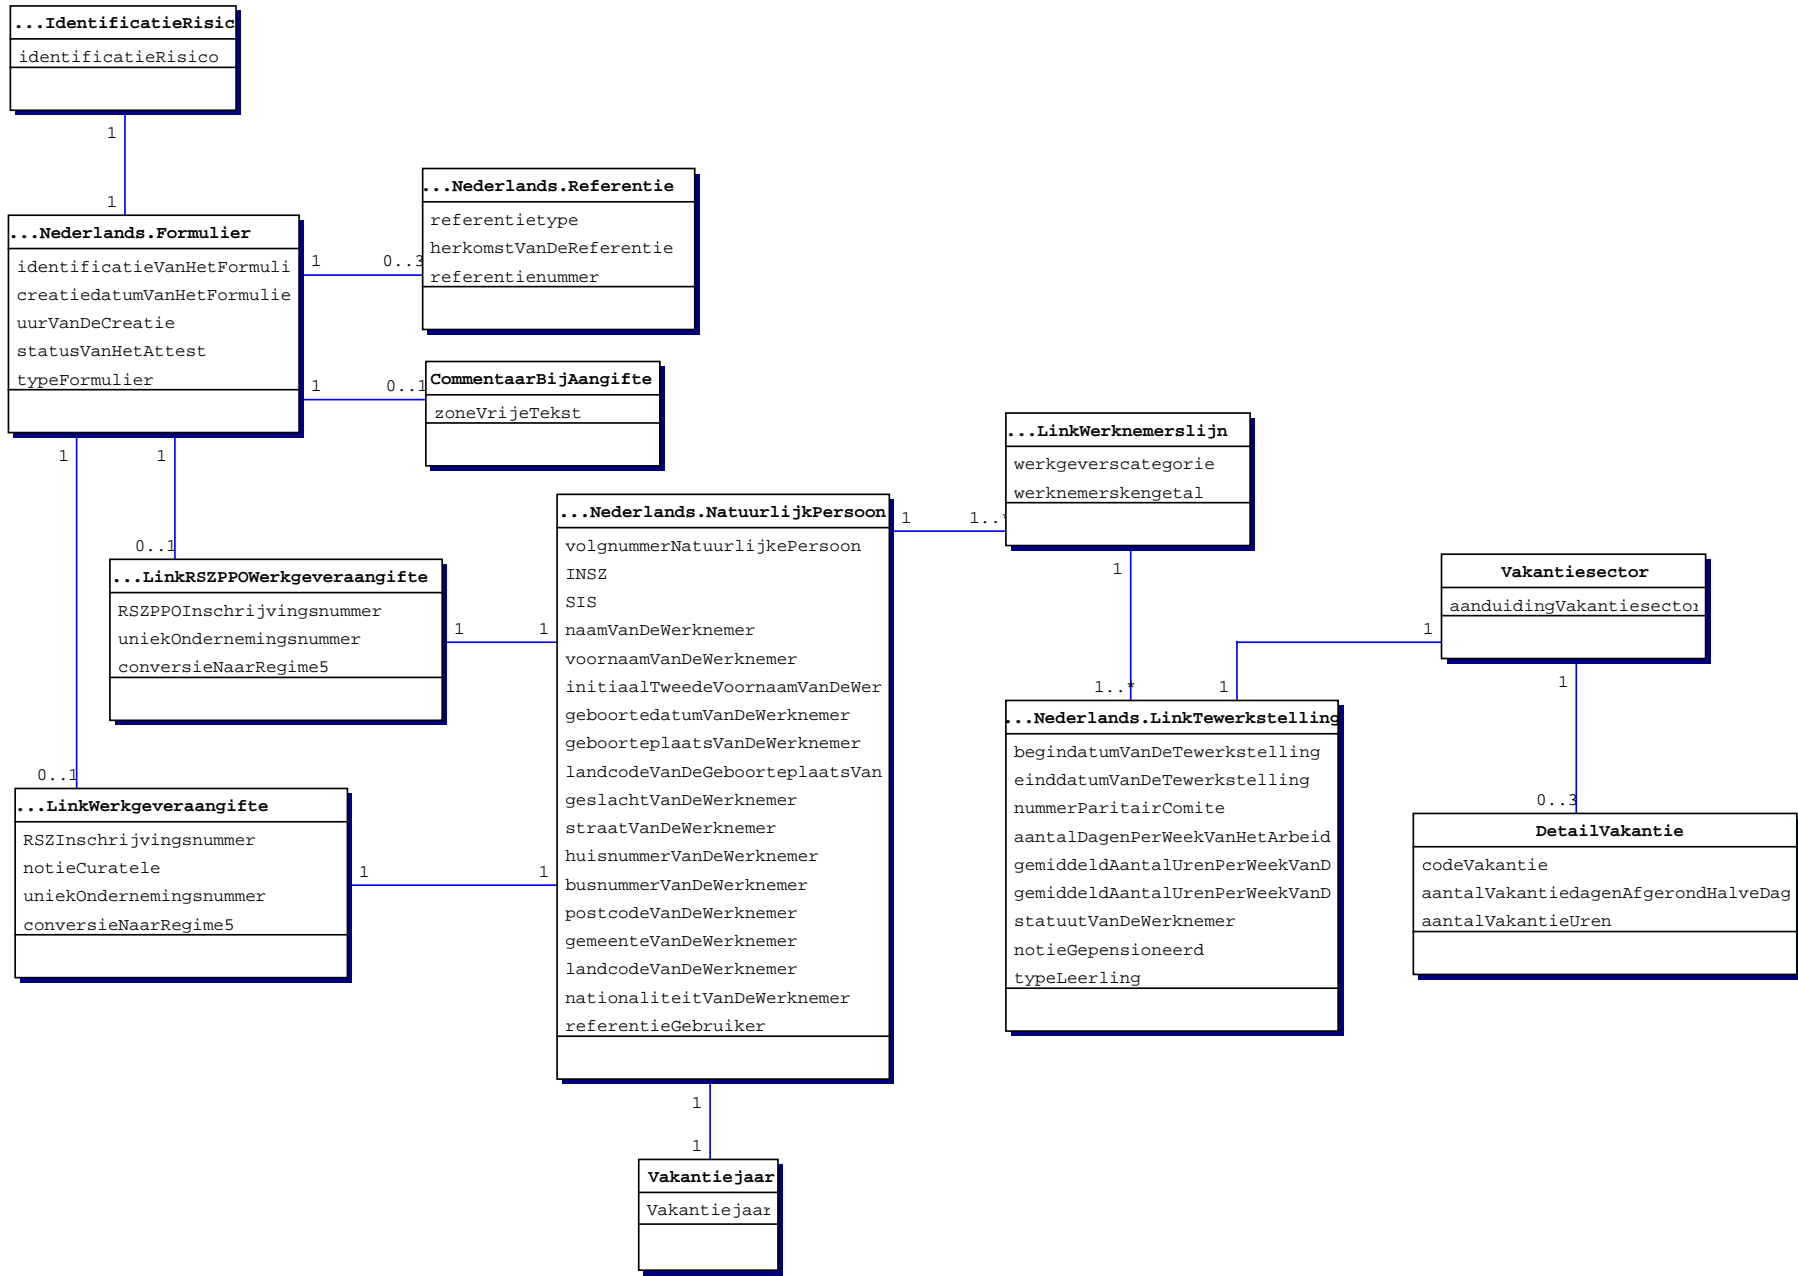 ...IdentificatieRisic
identificatieRisico
1
1
...Nederlands.Formulier
identificatieVanHetFormuli
creatiedatumVanHetFormulie
uurVanDeCreatie
statusVanHetAttest
typeFormulier
1
0..3
...Nederlands.Referentie
referentietype
herkomstVanDeReferentie
referentienummer
1
0..1
CommentaarBijAangifte
zoneVrijeTekst
1
1
0..1
...LinkRSZPPOWerkgeveraangifte
RSZPPOInschrijvingsnummer
uniekOndernemingsnummer
conversieNaarRegime5
1
1
0..1
...LinkWerkgeveraangifte
RSZInschrijvingsnummer
notieCuratele
uniekOndernemingsnummer
conversieNaarRegime5
1
1
...Nederlands.NatuurlijkPersoon
volgnummerNatuurlijkePersoon
INSZ
SIS
naamVanDeWerknemer
voornaamVanDeWerknemer
initiaalTweedeVoornaamVanDeWer
geboortedatumVanDeWerknemer
geboorteplaatsVanDeWerknemer
landcodeVanDeGeboorteplaatsVan
geslachtVanDeWerknemer
straatVanDeWerknemer
huisnummerVanDeWerknemer
busnummerVanDeWerknemer
postcodeVanDeWerknemer
gemeenteVanDeWerknemer
landcodeVanDeWerknemer
nationaliteitVanDeWerknemer
referentieGebruiker
1
1
Vakantiejaar
Vakantiejaar
1
1..*
...LinkWerknemerslijn
werkgeverscategorie
werknemerskengetal
1
1..*
1
1
...Nederlands.LinkTewerkstelling
begindatumVanDeTewerkstelling
einddatumVanDeTewerkstelling
nummerParitairComite
aantalDagenPerWeekVanHetArbeid
gemiddeldAantalUrenPerWeekVanD
gemiddeldAantalUrenPerWeekVanD
statuutVanDeWerknemer
notieGepensioneerd
typeLeerling
Vakantiesector
aanduidingVakantiesector
1
0..3
DetailVakantie
codeVakantie
aantalVakantiedagenAfgerondHalveDag
aantalVakantieUren